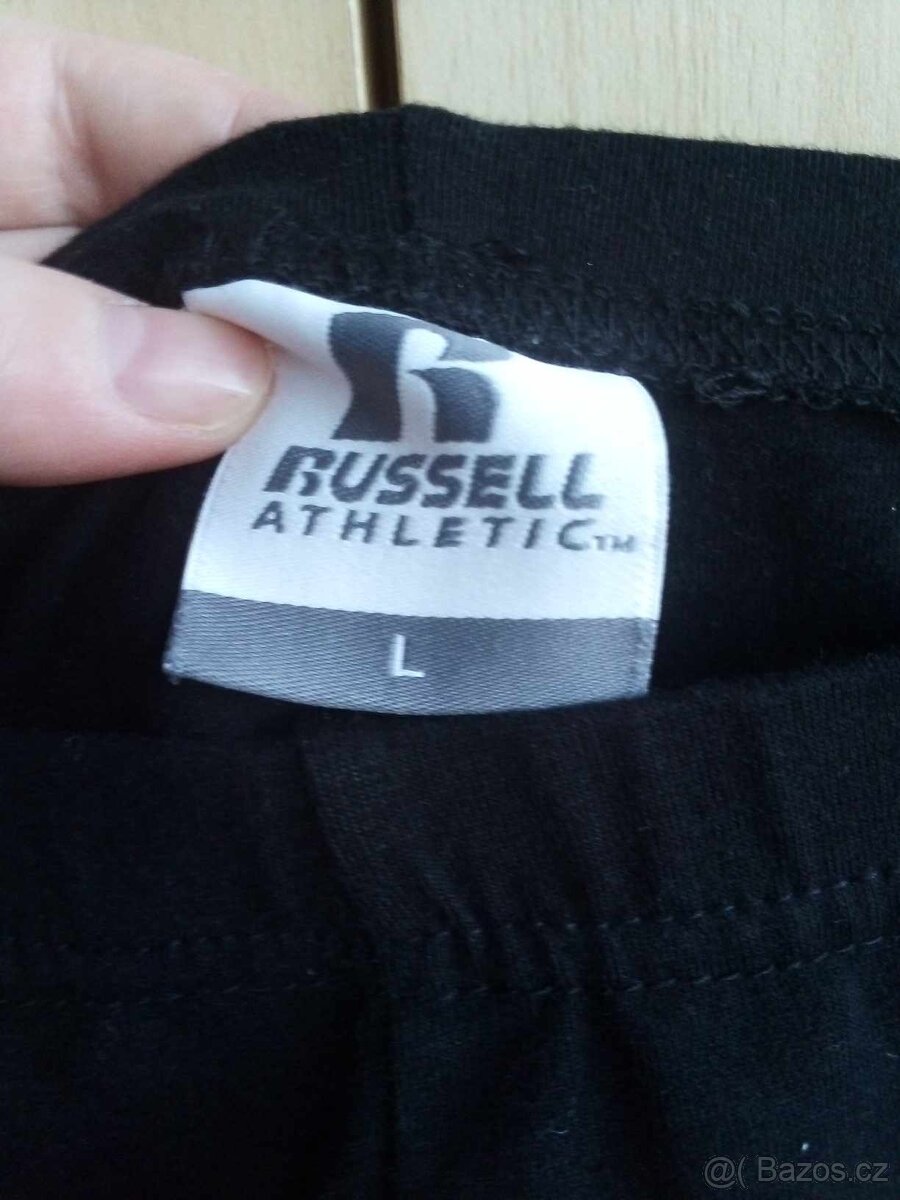 R
RUSSELL
ATHLETIC™
L
@( Bazos.cz